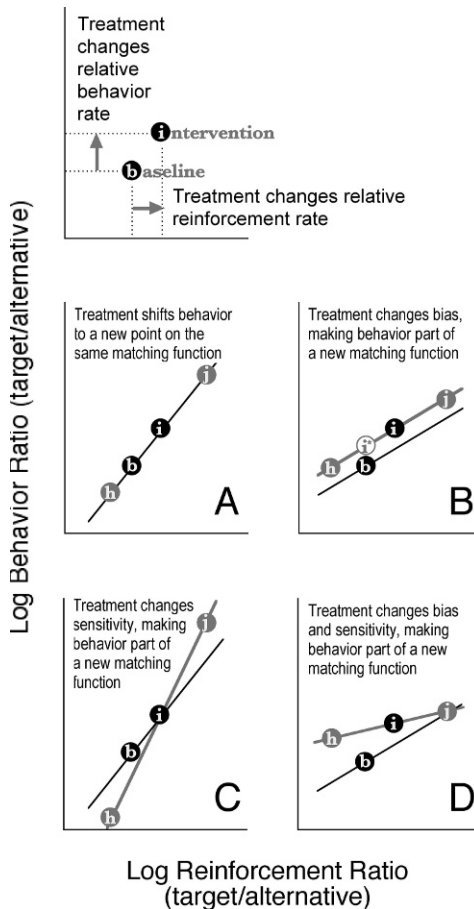 Treatment
changes
relative
behavior
rate
intervention
baseline
Treatment changes relative
reinforcement rate
Log Behavior Ratio (target/alternative)
Treatment shifts behavior
to a new point on the
same matching function
j
i
b
h
A
Treatment changes bias,
making behavior part of
a new matching function
j
i
i*
h
b
B
Treatment changes
sensitivity, making
behavior part of
a new matching
function
j
i
b
h
C
Treatment changes bias
and sensitivity, making
behavior part of a new
matching function
j
i
h
b
D
Log Reinforcement Ratio
(target/alternative)